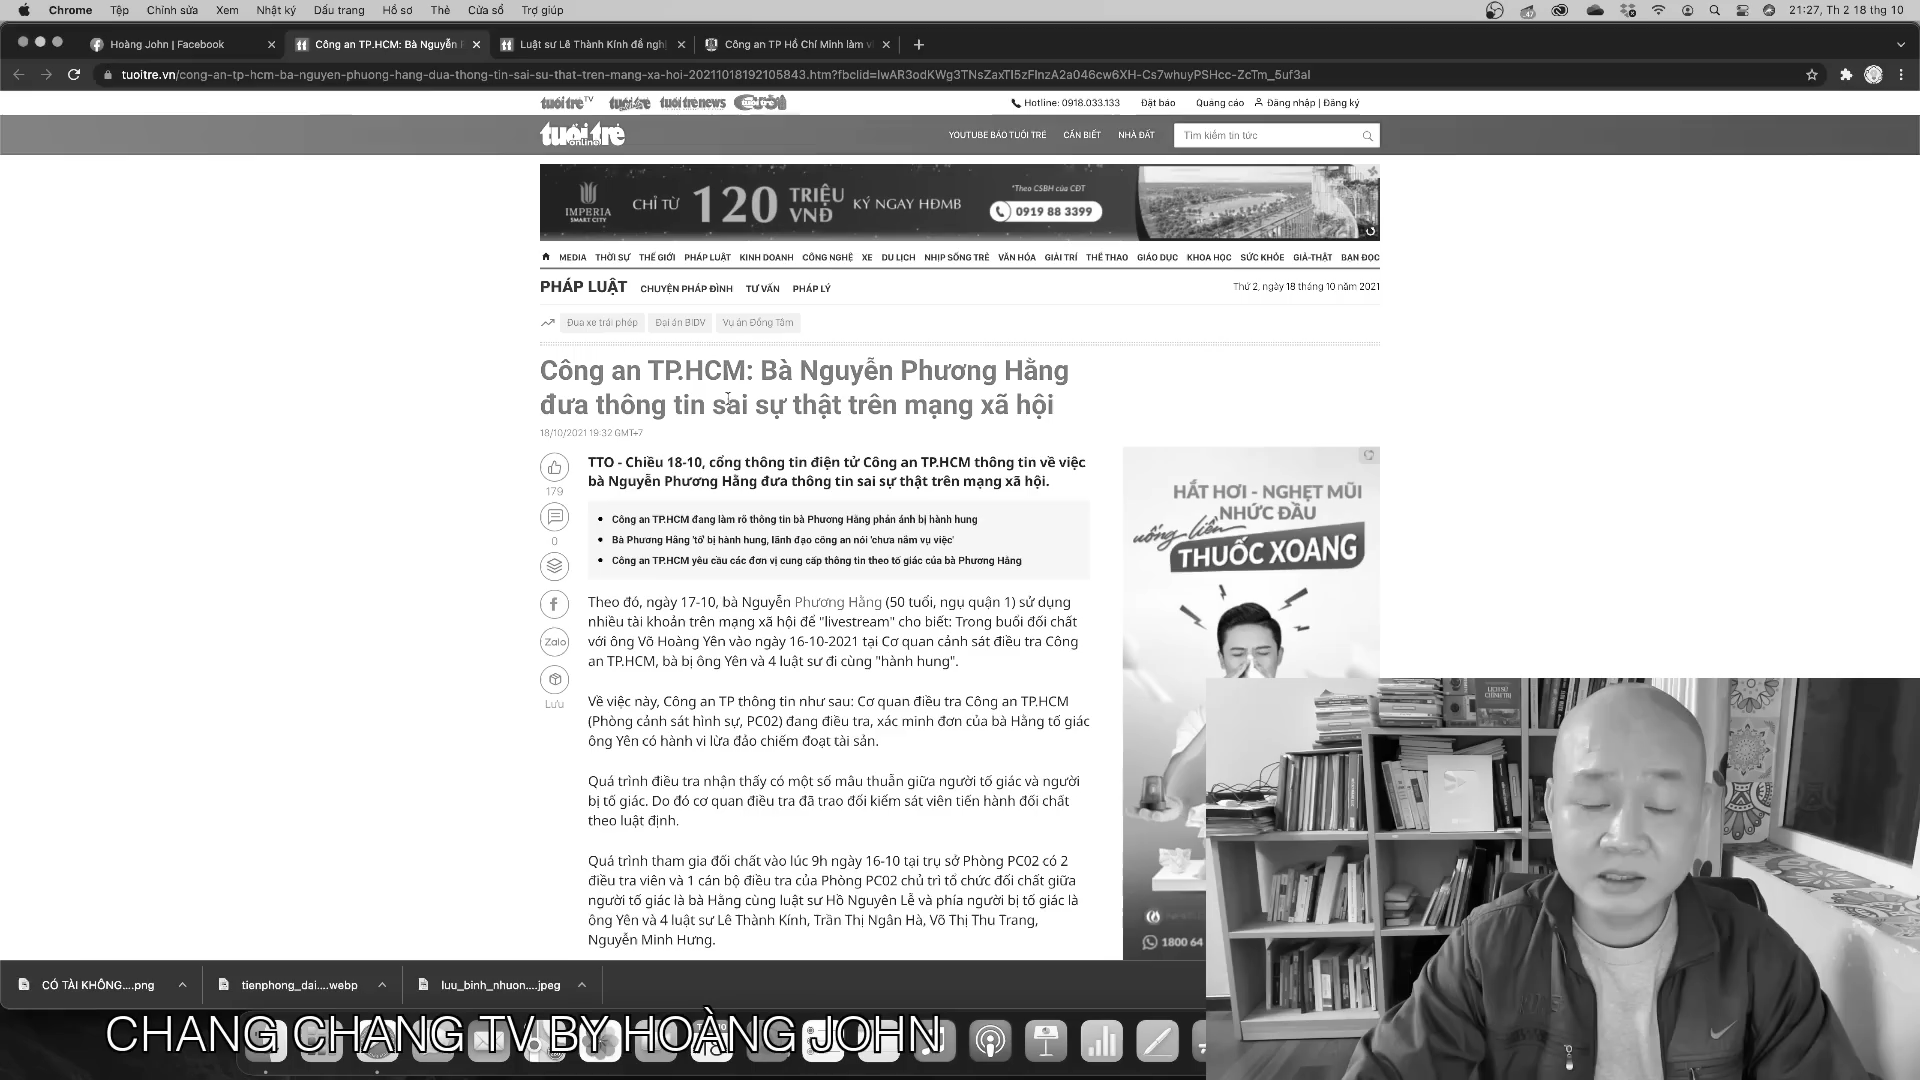 Chrome Tệp Chỉnh sửa Xem Nhật ký Dấu trang Hồ sơ Thẻ Cửa sổ Trợ giúp 21:27, Th 2 18 thg 10
Hoàng John | Facebook
Công an TP.HCM: Bà Nguyễn
Luật sư Lê Thành Kính đề ngh
Công an TP Hồ Chí Minh làm v
tuoitre.vn/cong-an-tp-hcm-ba-nguyen-phuong-hang-dua-thong-tin-sai-su-that-tren-mang-xa-hoi-20211018192105843.htm?fbclid=IwAR3odKWg3TNsZaxTI5zFInzA2a046cw6XH-Cs7whuyPSHcc-ZcTm_5uf3aI
tuổi trẻ TV tuổi trẻ tuoitrenews Cười Hotline: 0918.033.133 Đặt báo Quảng cáo Đăng nhập | Đăng ký
tuổi trẻ online YOUTUBE BÁO TUỔI TRẺ CẦN BIẾT NHÀ ĐẤT Tìm kiếm tin tức
IMPERIA SMART CITY CHỈ TỪ 120 TRIỆU VNĐ KÝ NGAY HĐMB *Theo CSBH của CĐT 0919 88 3399
MEDIA THỜI SỰ THẾ GIỚI PHÁP LUẬT KINH DOANH CÔNG NGHỆ XE DU LỊCH NHỊP SỐNG TRẺ VĂN HÓA GIẢI TRÍ THỂ THAO GIÁO DỤC KHOA HỌC SỨC KHỎE GIẢ-THẬT BẠN ĐỌC
PHÁP LUẬT CHUYỆN PHÁP ĐÌNH TƯ VẤN PHÁP LÝ Thứ 2, ngày 18 tháng 10 năm 2021
Đua xe trái phép Đại án BIDV Vụ án Đồng Tâm
Công an TP.HCM: Bà Nguyễn Phương Hằng
đưa thông tin sai sự thật trên mạng xã hội
18/10/2021 19:32 GMT+7
TTO - Chiều 18-10, cổng thông tin điện tử Công an TP.HCM thông tin về việc
bà Nguyễn Phương Hằng đưa thông tin sai sự thật trên mạng xã hội.
179
0
Zalo
Lưu
Công an TP.HCM đang làm rõ thông tin bà Phương Hằng phản ánh bị hành hung
Bà Phương Hằng 'tố' bị hành hung, lãnh đạo công an nói 'chưa nắm vụ việc'
Công an TP.HCM yêu cầu các đơn vị cung cấp thông tin theo tố giác của bà Phương Hằng
Theo đó, ngày 17-10, bà Nguyễn Phương Hằng (50 tuổi, ngụ quận 1) sử dụng
nhiều tài khoản trên mạng xã hội để "livestream" cho biết: Trong buổi đối chất
với ông Võ Hoàng Yên vào ngày 16-10-2021 tại Cơ quan cảnh sát điều tra Công
an TP.HCM, bà bị ông Yên và 4 luật sư đi cùng "hành hung".
Về việc này, Công an TP thông tin như sau: Cơ quan điều tra Công an TP.HCM
(Phòng cảnh sát hình sự, PC02) đang điều tra, xác minh đơn của bà Hằng tố giác
ông Yên có hành vi lừa đảo chiếm đoạt tài sản.
Quá trình điều tra nhận thấy có một số mâu thuẫn giữa người tố giác và người
bị tố giác. Do đó cơ quan điều tra đã trao đổi kiểm sát viên tiến hành đối chất
theo luật định.
Quá trình tham gia đối chất vào lúc 9h ngày 16-10 tại trụ sở Phòng PC02 có 2
điều tra viên và 1 cán bộ điều tra của Phòng PC02 chủ trì tổ chức đối chất giữa
người tố giác là bà Hằng cùng luật sư Hồ Nguyên Lễ và phía người bị tố giác là
ông Yên và 4 luật sư Lê Thành Kính, Trần Thị Ngân Hà, Võ Thị Thu Trang,
Nguyễn Minh Hưng.
HẮT HƠI - NGHẸT MŨI
NHỨC ĐẦU
uống liền
THUỐC XOANG
1800 64
CÓ TÀI KHÔNG....png
tienphong_dai....webp
luu_binh_nhuon....jpeg
CHANG CHANG TV BY HOÀNG JOHN